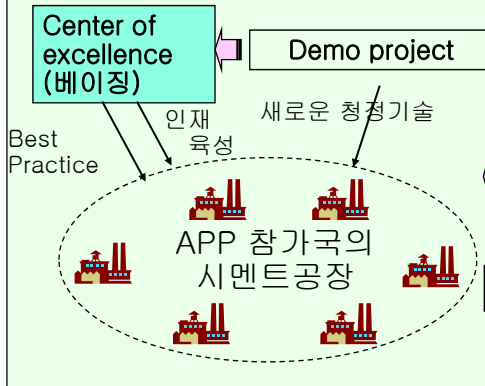 Center of
excellence
(베이징)
Demo project
Best
Practice
인재
육성
새로운 청정기술
APP 참가국의
시멘트공장